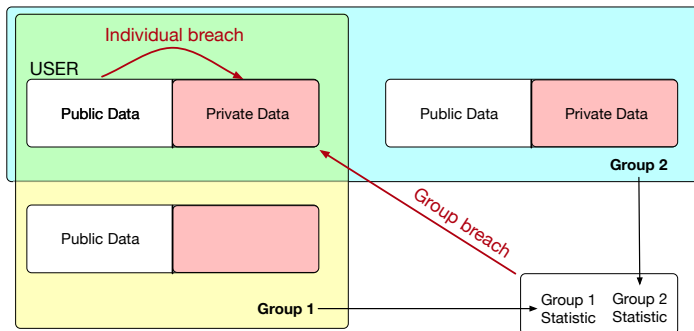 Individual breach
USER
Public Data
Private Data
Public Data
Private Data
Group 2
Group breach
Public Data
Group 1
Group 1
Statistic
Group 2
Statistic